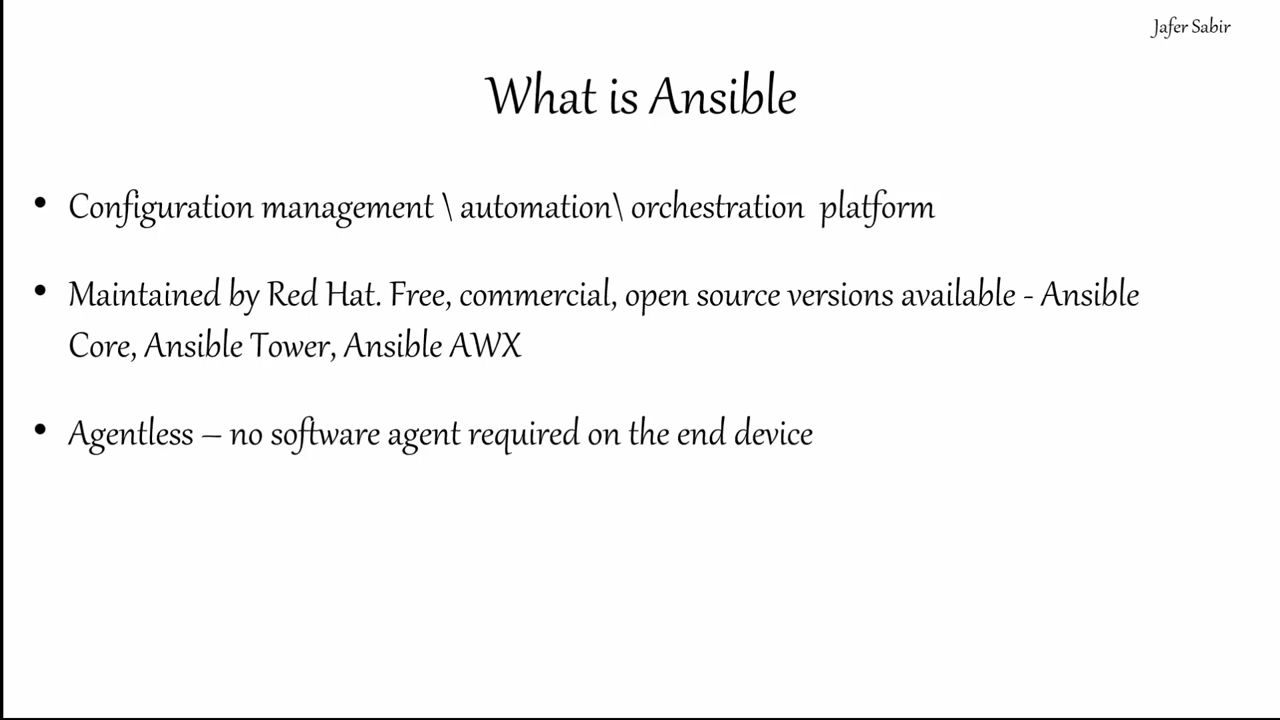 Jafer Sabir
What is Ansible
• Configuration management \ automation\ orchestration  platform
• Maintained by Red Hat. Free, commercial, open source versions available - Ansible
Core, Ansible Tower, Ansible AWX
• Agentless – no software agent required on the end device